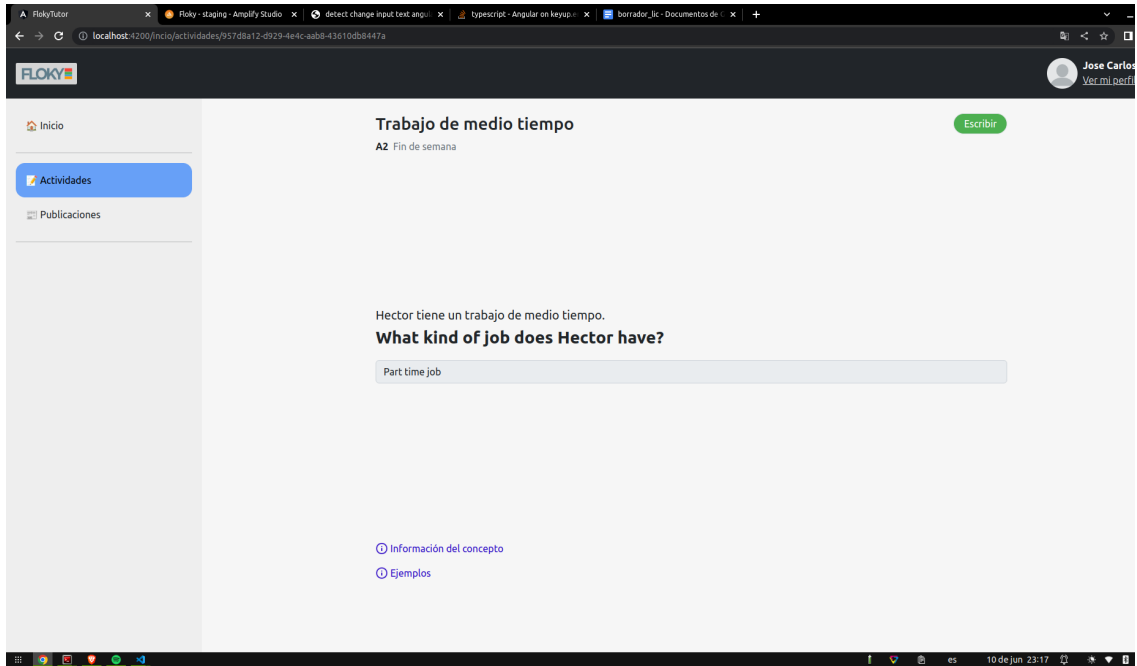 FlokyTutor
Floky - staging - Amplify Studio
detect change input text angul
typescript - Angular on keyup.e
borrador_lic - Documentos de
localhost:4200/incio/actividades/957d8a12-d929-4e4c-aab8-43610db8447a
FLOKY
Jose Carlos
Ver mi perfil
Inicio
Actividades
Publicaciones
Trabajo de medio tiempo
Escribir
A2 Fin de semana
Hector tiene un trabajo de medio tiempo.
What kind of job does Hector have?
Part time job
Información del concepto
Ejemplos
es
10 de jun 23:17